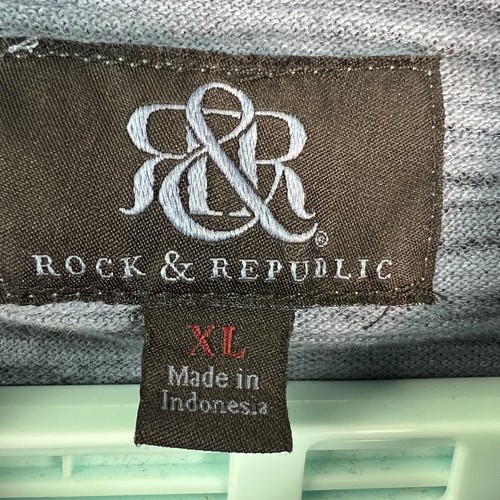 R&R®
ROCK & REPUBLIC
XL
Made in
Indonesia